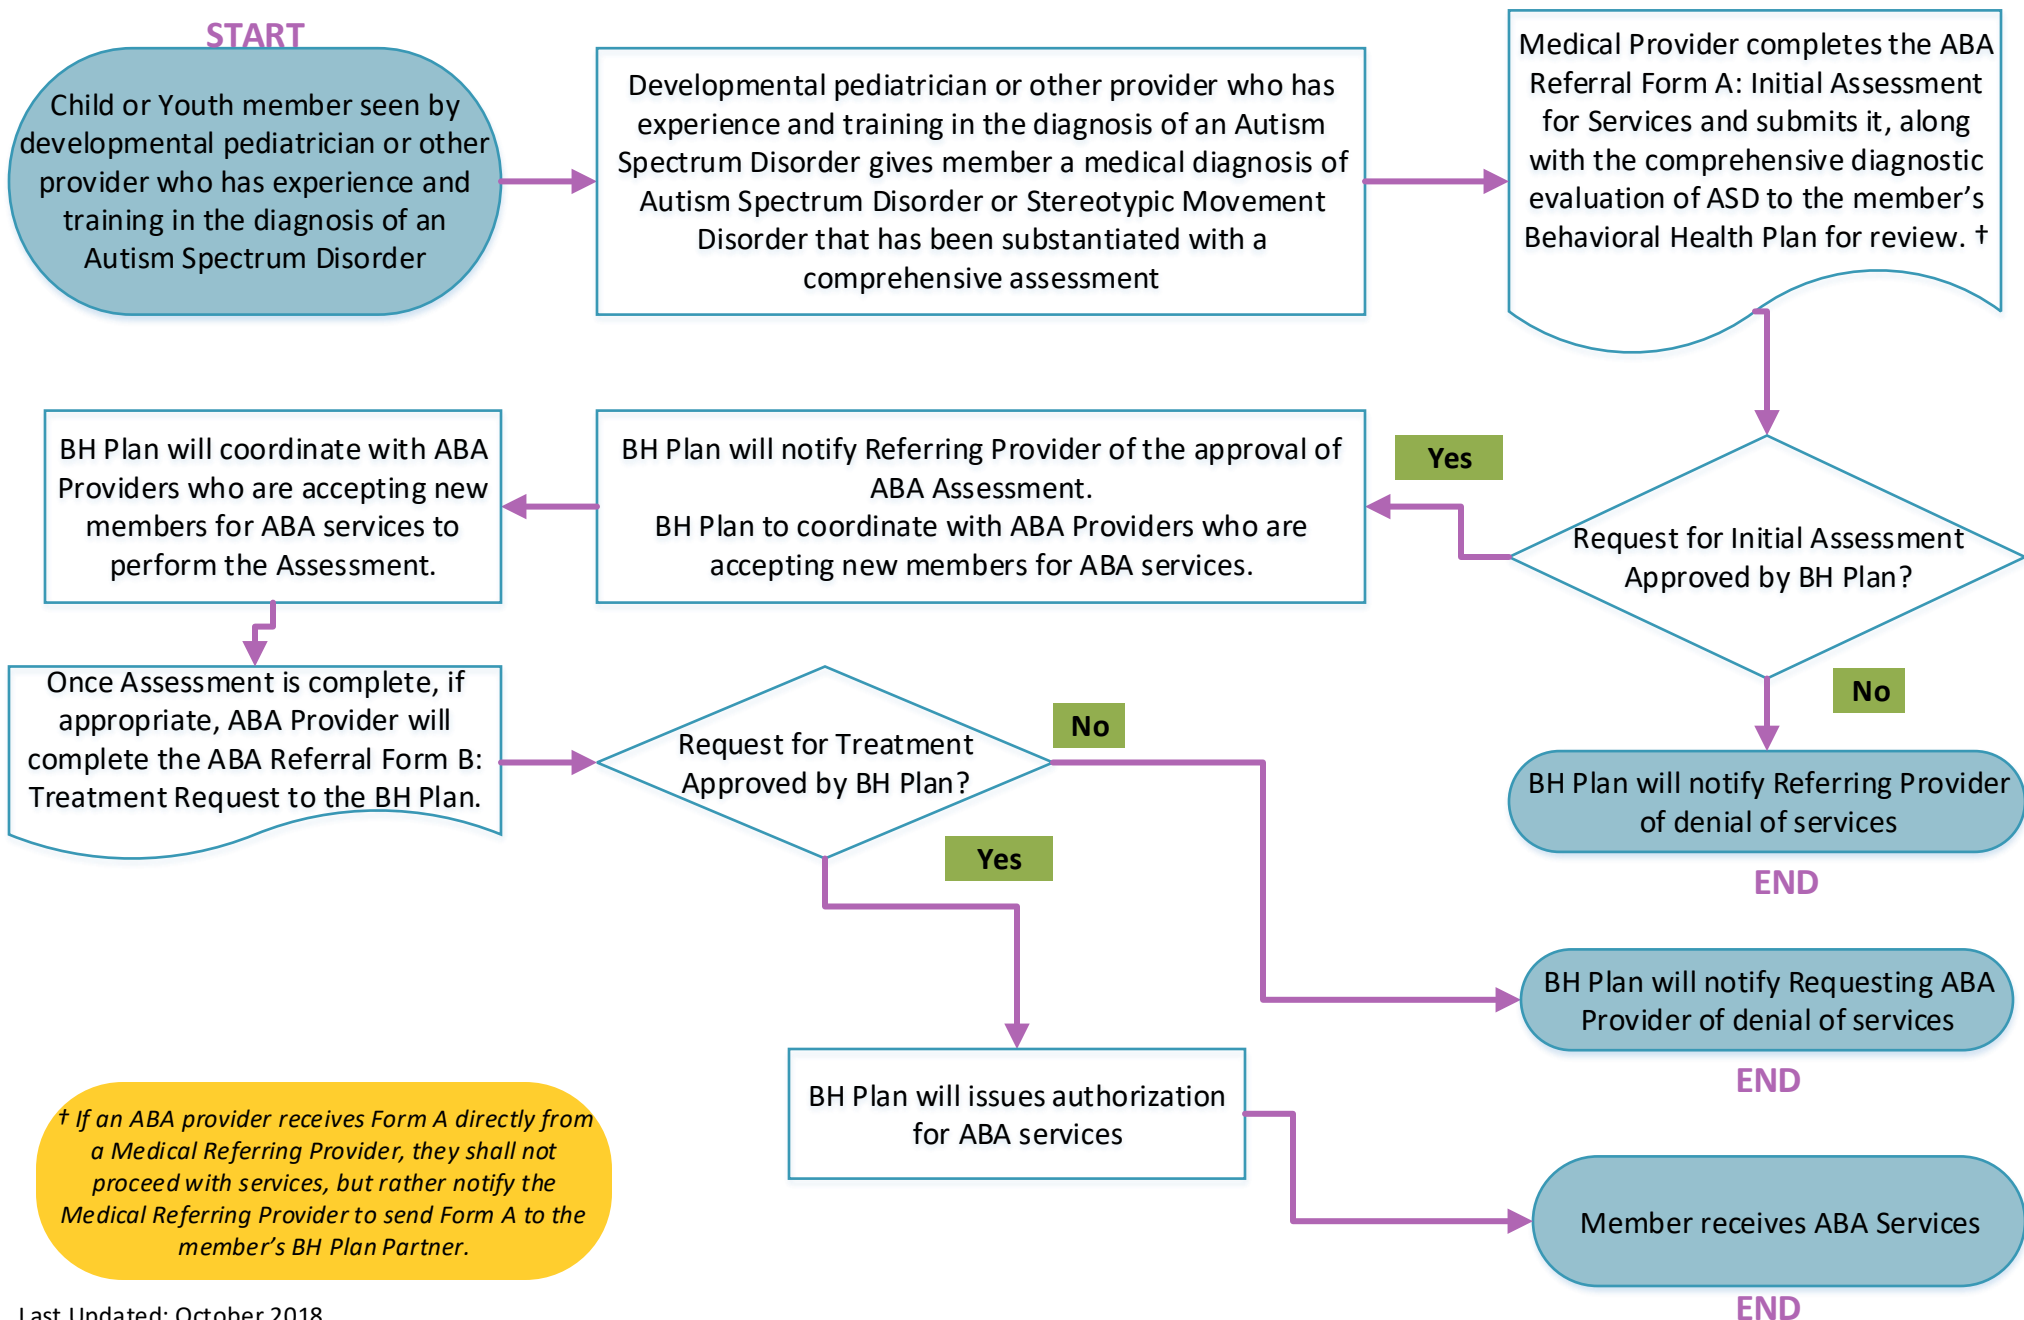 START
Child or Youth member seen by
developmental pediatrician or other
provider who has experience and
training in the diagnosis of an
Autism Spectrum Disorder
Developmental pediatrician or other provider who has
experience and training in the diagnosis of an Autism
Spectrum Disorder gives member a medical diagnosis of
Autism Spectrum Disorder or Stereotypic Movement
Disorder that has been substantiated with a
comprehensive assessment
Medical Provider completes the ABA
Referral Form A: Initial Assessment
for Services and submits it, along
with the comprehensive diagnostic
evaluation of ASD to the member’s
Behavioral Health Plan for review. †
Request for Initial Assessment
Approved by BH Plan?
Yes
No
BH Plan will notify Referring Provider of the approval of
ABA Assessment.
BH Plan to coordinate with ABA Providers who are
accepting new members for ABA services.
BH Plan will coordinate with ABA
Providers who are accepting new
members for ABA services to
perform the Assessment.
BH Plan will notify Referring Provider
of denial of services
END
Once Assessment is complete, if
appropriate, ABA Provider will
complete the ABA Referral Form B:
Treatment Request to the BH Plan.
Request for Treatment
Approved by BH Plan?
No
Yes
BH Plan will notify Requesting ABA
Provider of denial of services
END
BH Plan will issues authorization
for ABA services
Member receives ABA Services
END
† If an ABA provider receives Form A directly from
a Medical Referring Provider, they shall not
proceed with services, but rather notify the
Medical Referring Provider to send Form A to the
member’s BH Plan Partner.
Last Updated: October 2018